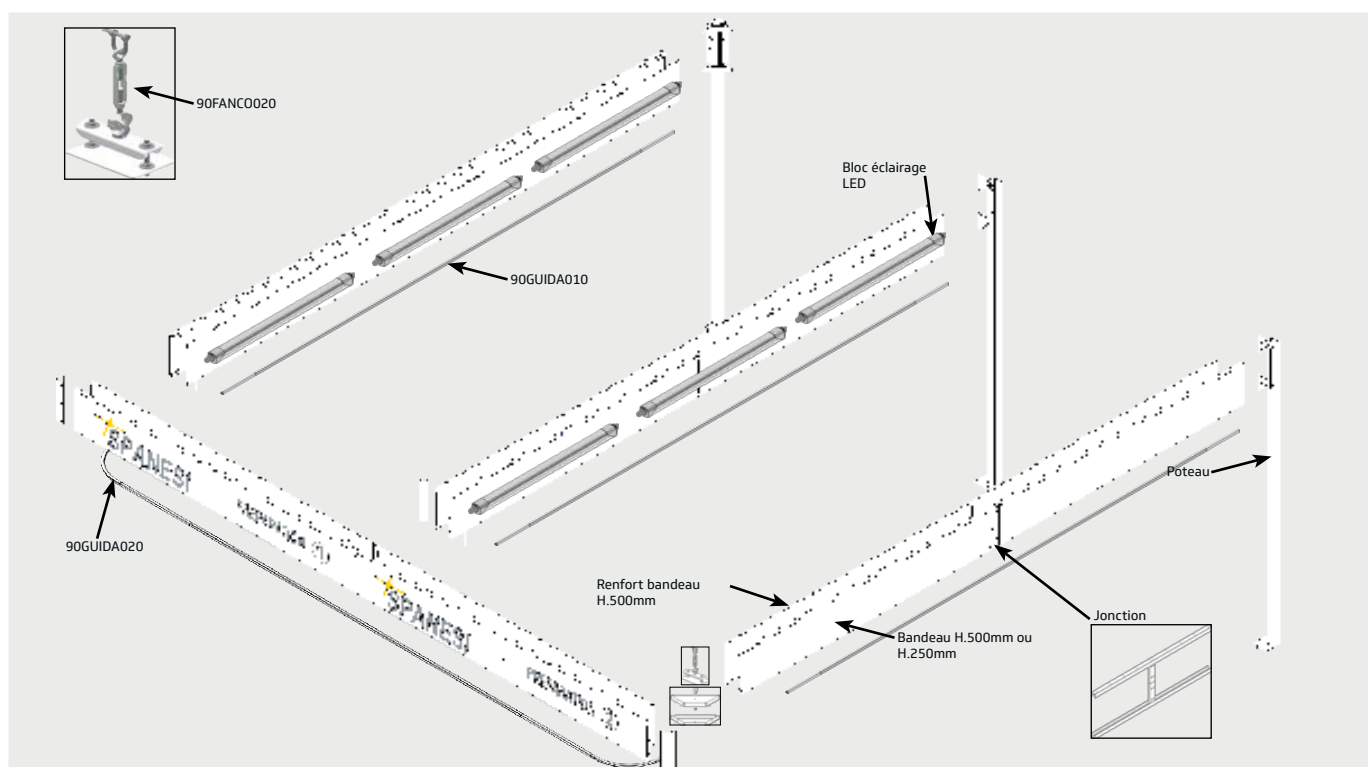 90FANCO020
Bloc éclairage
LED
90GUIDA010
SPANESI
90GUIDA020
SPANESI
Poteau
Renfort bandeau
H.500mm
Bandeau H.500mm ou
H.250mm
Jonction